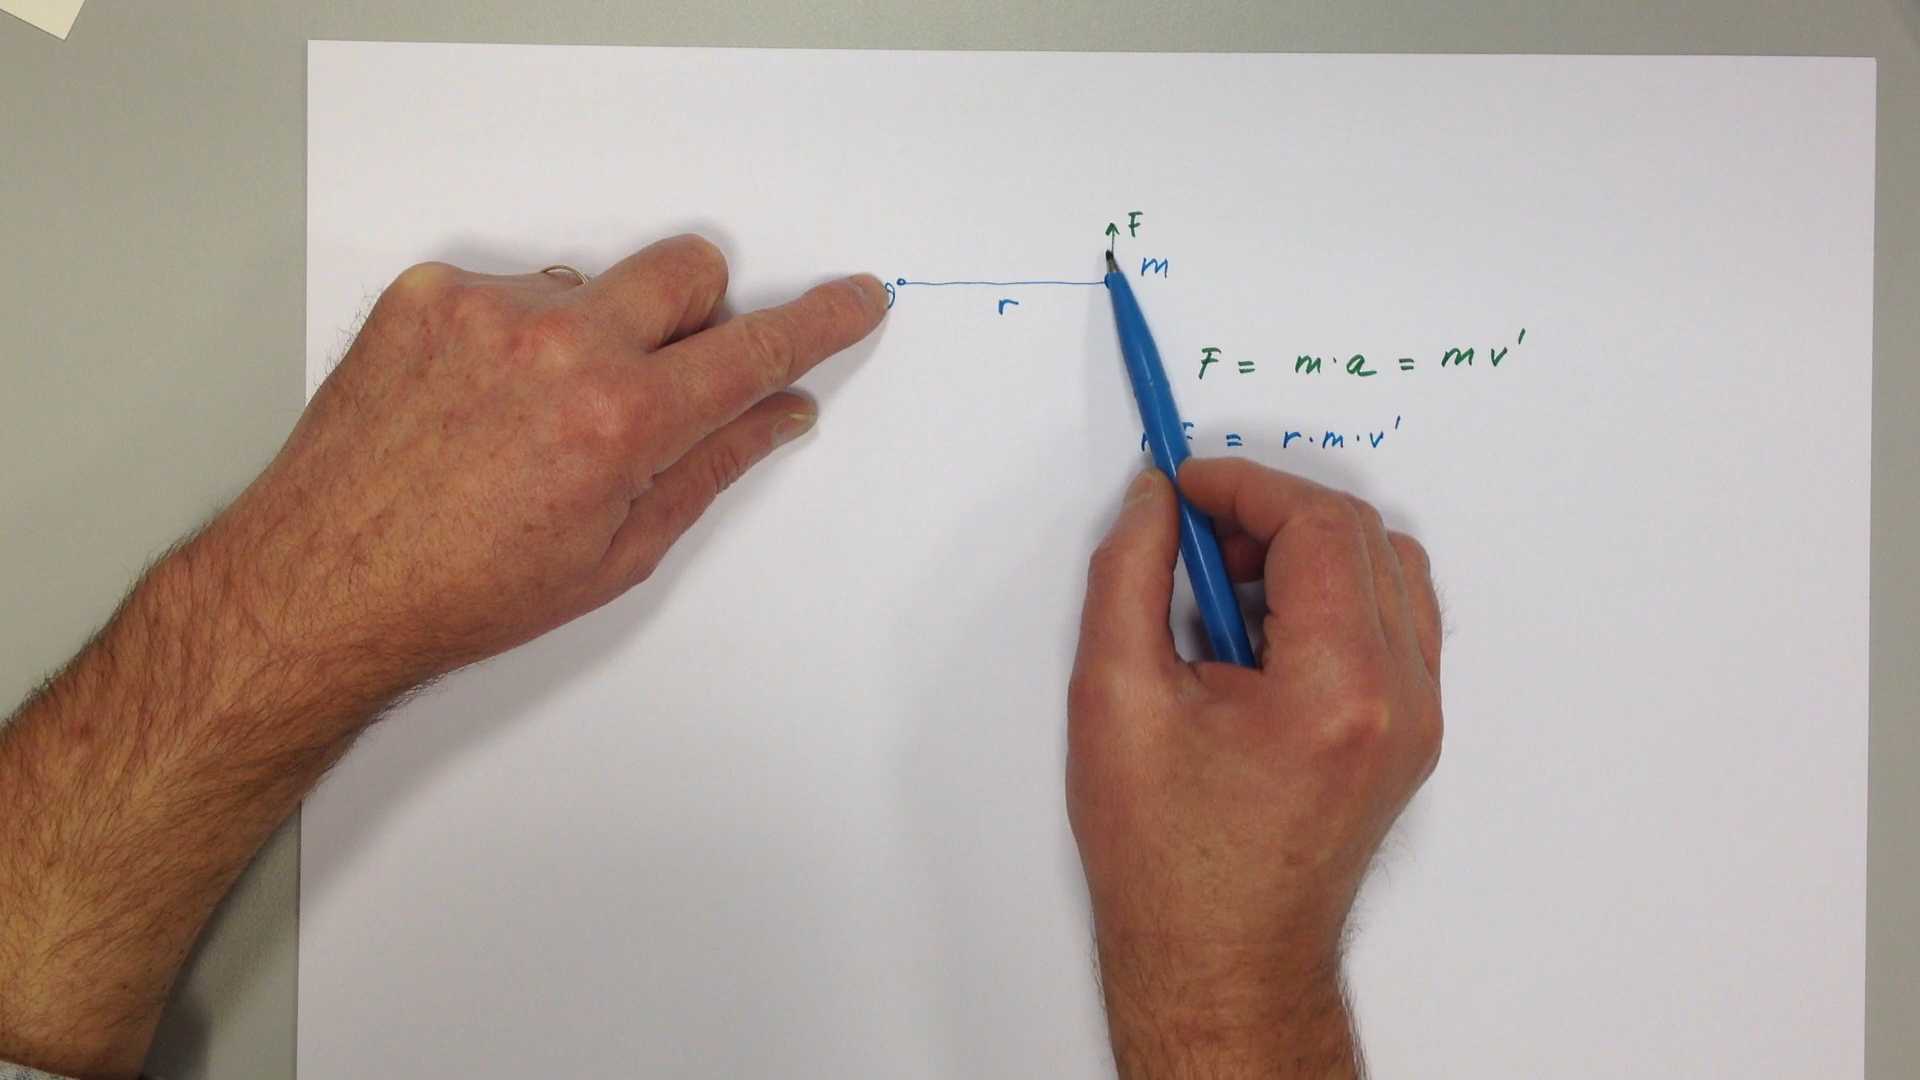 F
m
r
F = m·a = mv'
= r·m·v'